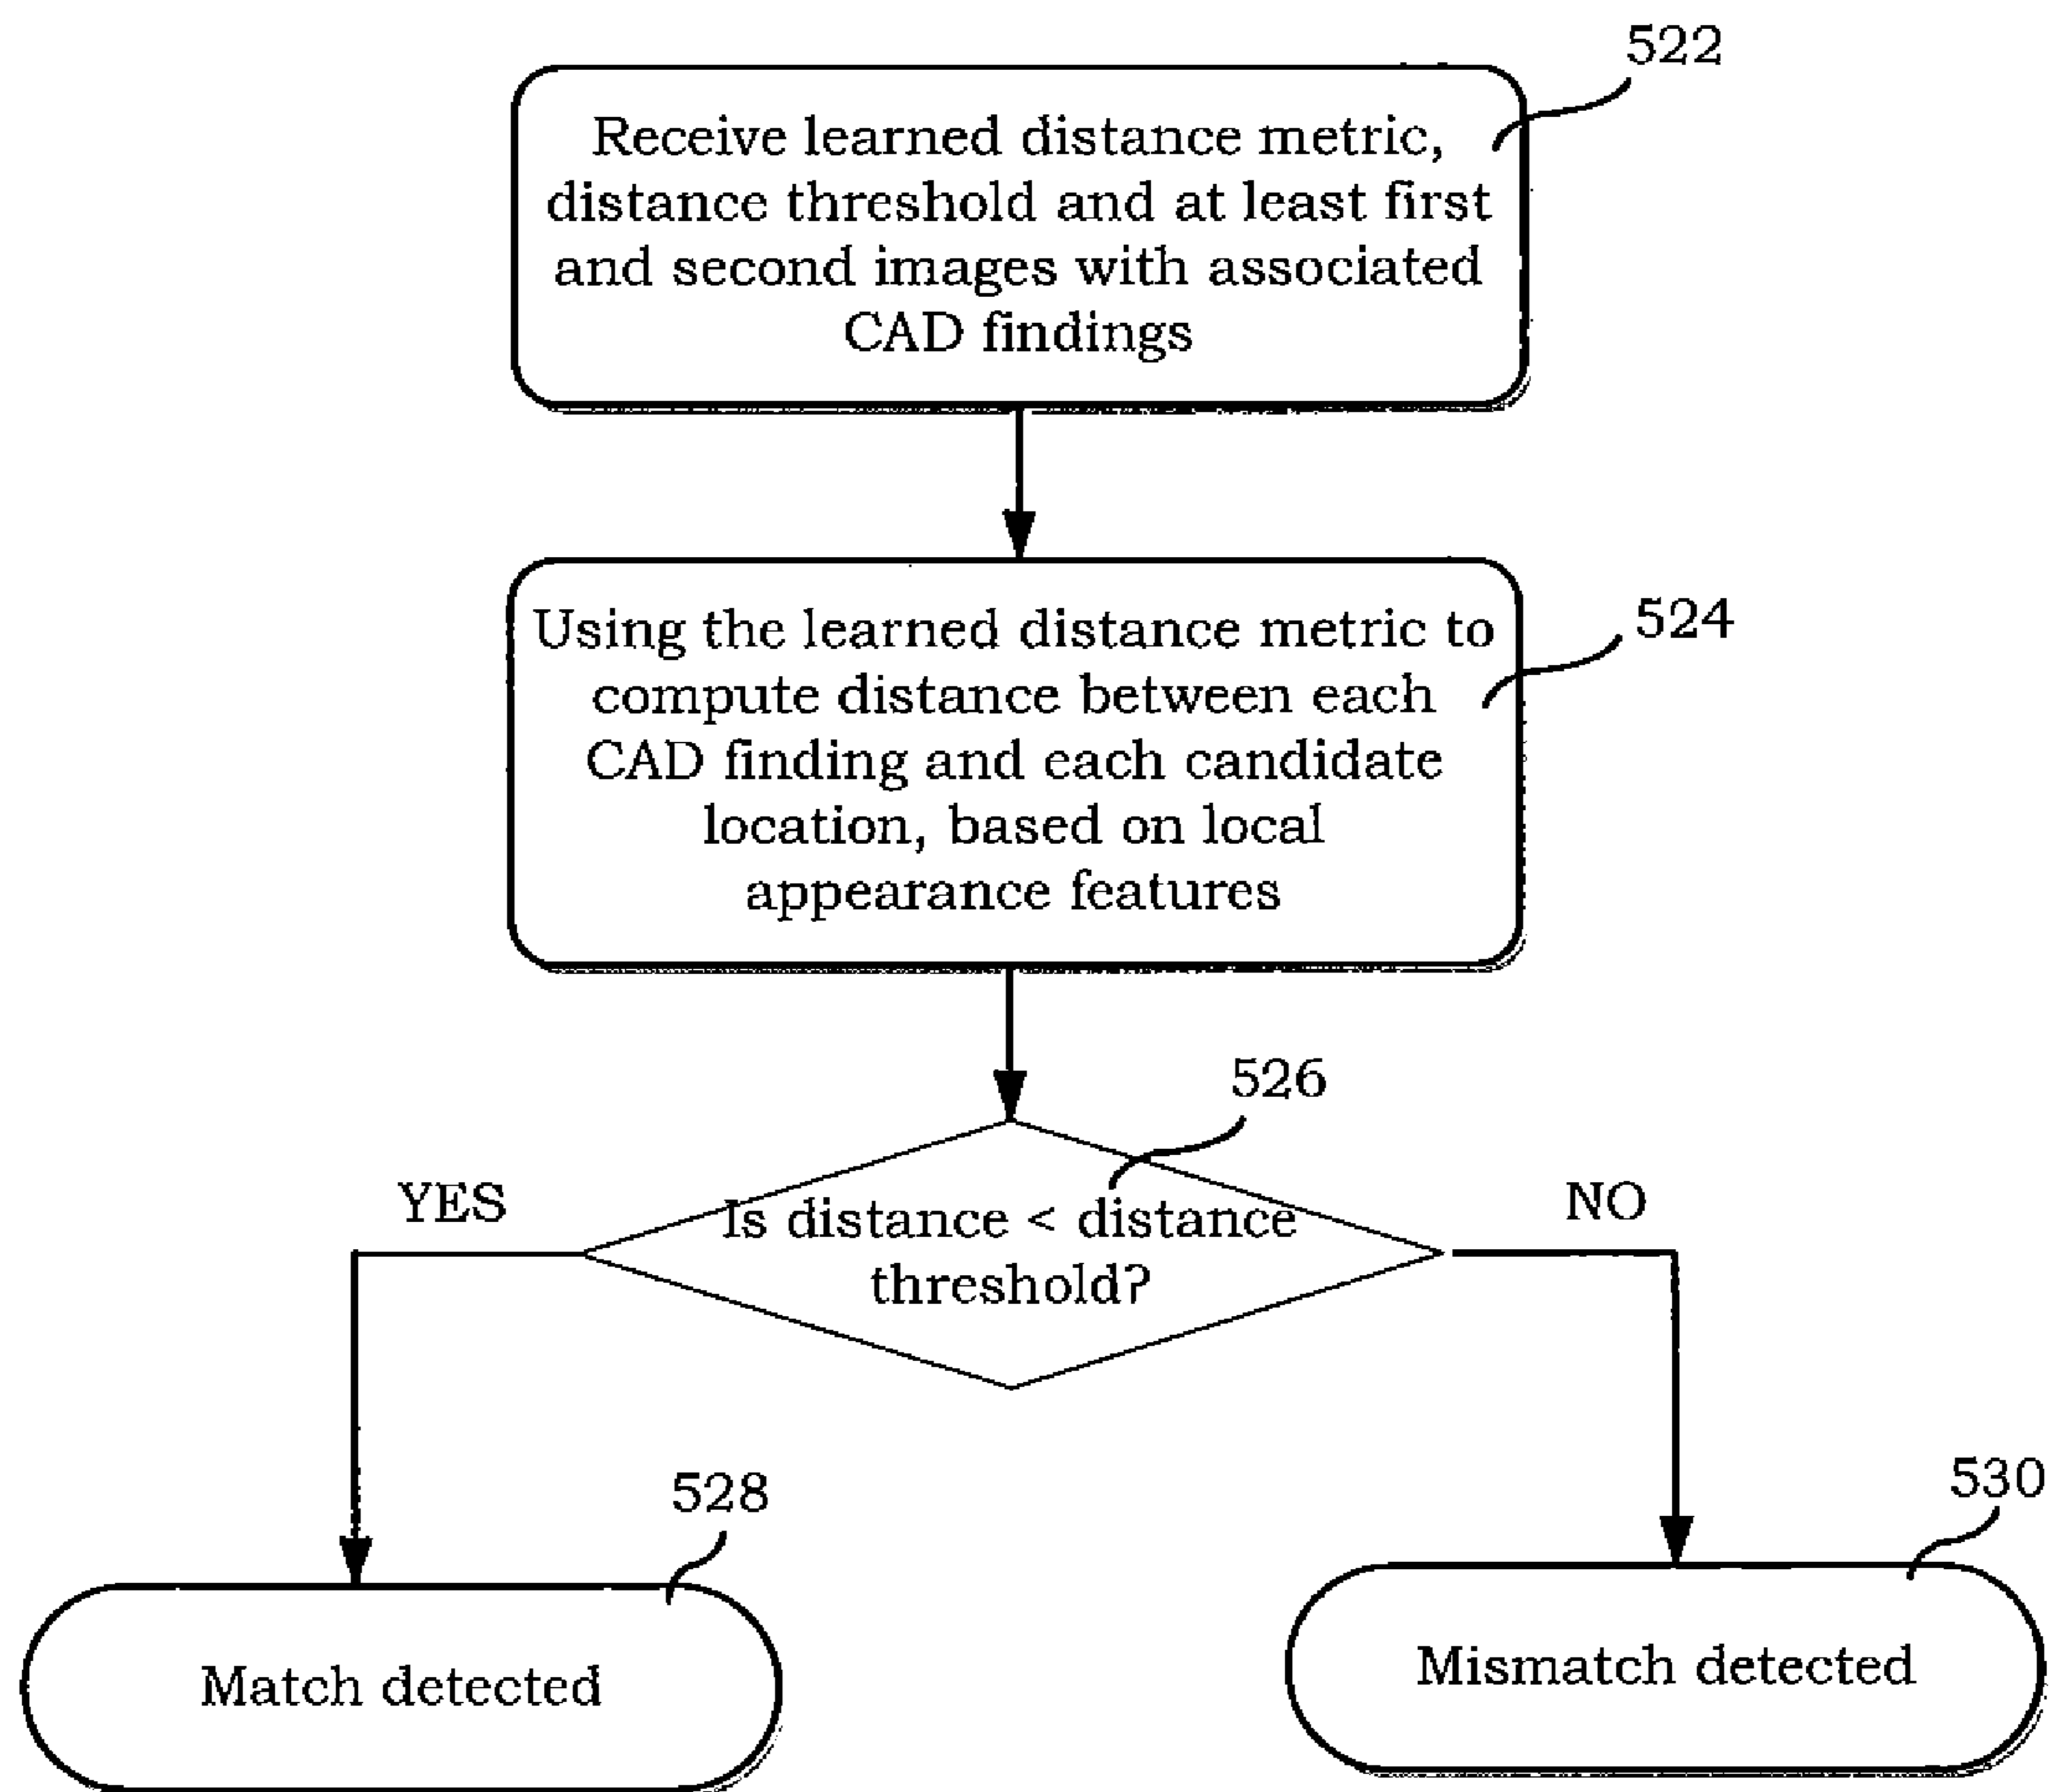 522
Receive learned distance metric,
distance threshold and at least first
and second images with associated
CAD findings
Using the learned distance metric to
compute distance between each
CAD finding and each candidate
location, based on local
appearance features
524
526
YES
Is distance < distance
threshold?
NO
528
Match detected
530
Mismatch detected